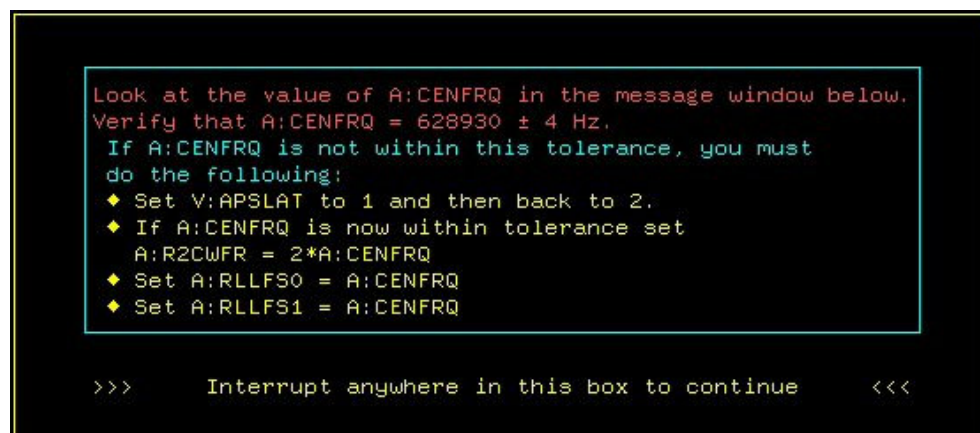 Look at the value of A:CENFRQ in the message window below.
Verify that A:CENFRQ = 628930 ± 4 Hz.
If A:CENFRQ is not within this tolerance, you must
do the following:
◆ Set V:APSLAT to 1 and then back to 2.
◆ If A:CENFRQ is now within tolerance set
A:R2CWFR = 2*A:CENFRQ
◆ Set A:RLLFS0 = A:CENFRQ
◆ Set A:RLLFS1 = A:CENFRQ
>>> Interrupt anywhere in this box to continue <<<